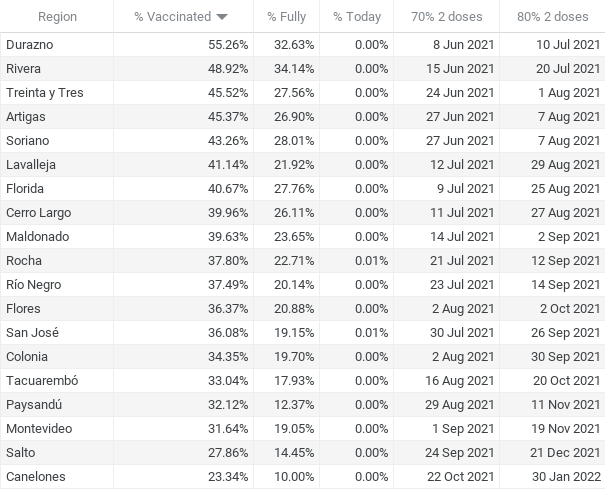 Region % Vaccinated % Fully % Today 70% 2 doses 80% 2 doses
Durazno 55.26% 32.63% 0.00% 8 Jun 2021 10 Jul 2021
Rivera 48.92% 34.14% 0.00% 15 Jun 2021 20 Jul 2021
Treinta y Tres 45.52% 27.56% 0.00% 24 Jun 2021 1 Aug 2021
Artigas 45.37% 26.90% 0.00% 27 Jun 2021 7 Aug 2021
Soriano 43.26% 28.01% 0.00% 27 Jun 2021 7 Aug 2021
Lavalleja 41.14% 21.92% 0.00% 12 Jul 2021 29 Aug 2021
Florida 40.67% 27.76% 0.00% 9 Jul 2021 25 Aug 2021
Cerro Largo 39.96% 26.11% 0.00% 11 Jul 2021 27 Aug 2021
Maldonado 39.63% 23.65% 0.00% 14 Jul 2021 2 Sep 2021
Rocha 37.80% 22.71% 0.01% 21 Jul 2021 12 Sep 2021
Río Negro 37.49% 20.14% 0.00% 23 Jul 2021 14 Sep 2021
Flores 36.37% 20.88% 0.00% 2 Aug 2021 2 Oct 2021
San José 36.08% 19.15% 0.01% 30 Jul 2021 26 Sep 2021
Colonia 34.35% 19.70% 0.00% 2 Aug 2021 30 Sep 2021
Tacuarembó 33.04% 17.93% 0.00% 16 Aug 2021 20 Oct 2021
Paysandú 32.12% 12.37% 0.00% 29 Aug 2021 11 Nov 2021
Montevideo 31.64% 19.05% 0.00% 1 Sep 2021 19 Nov 2021
Salto 27.86% 14.45% 0.00% 24 Sep 2021 21 Dec 2021
Canelones 23.34% 10.00% 0.00% 22 Oct 2021 30 Jan 2022